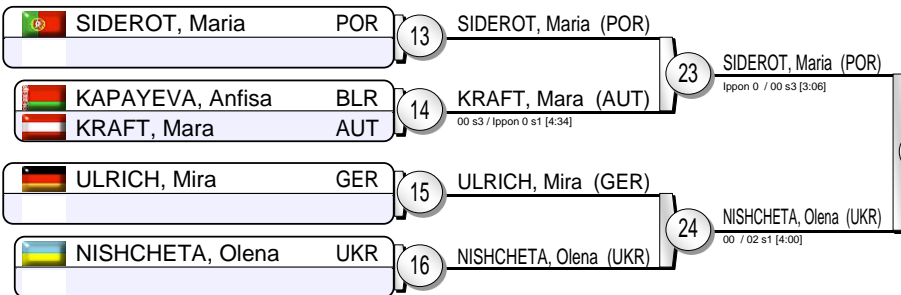 SIDEROT, Maria POR
13
SIDEROT, Maria (POR)
23
SIDEROT, Maria (POR)
Ippon 0 / 00 s3 [3:06]
KAPAYEVA, Anfisa BLR
14
KRAFT, Mara (AUT)
00 s3 / Ippon 0 s1 [4:34]
KRAFT, Mara AUT
ULRICH, Mira GER
15
ULRICH, Mira (GER)
24
NISHCHETA, Olena (UKR)
00 / 02 s1 [4:00]
NISHCHETA, Olena UKR
16
NISHCHETA, Olena (UKR)